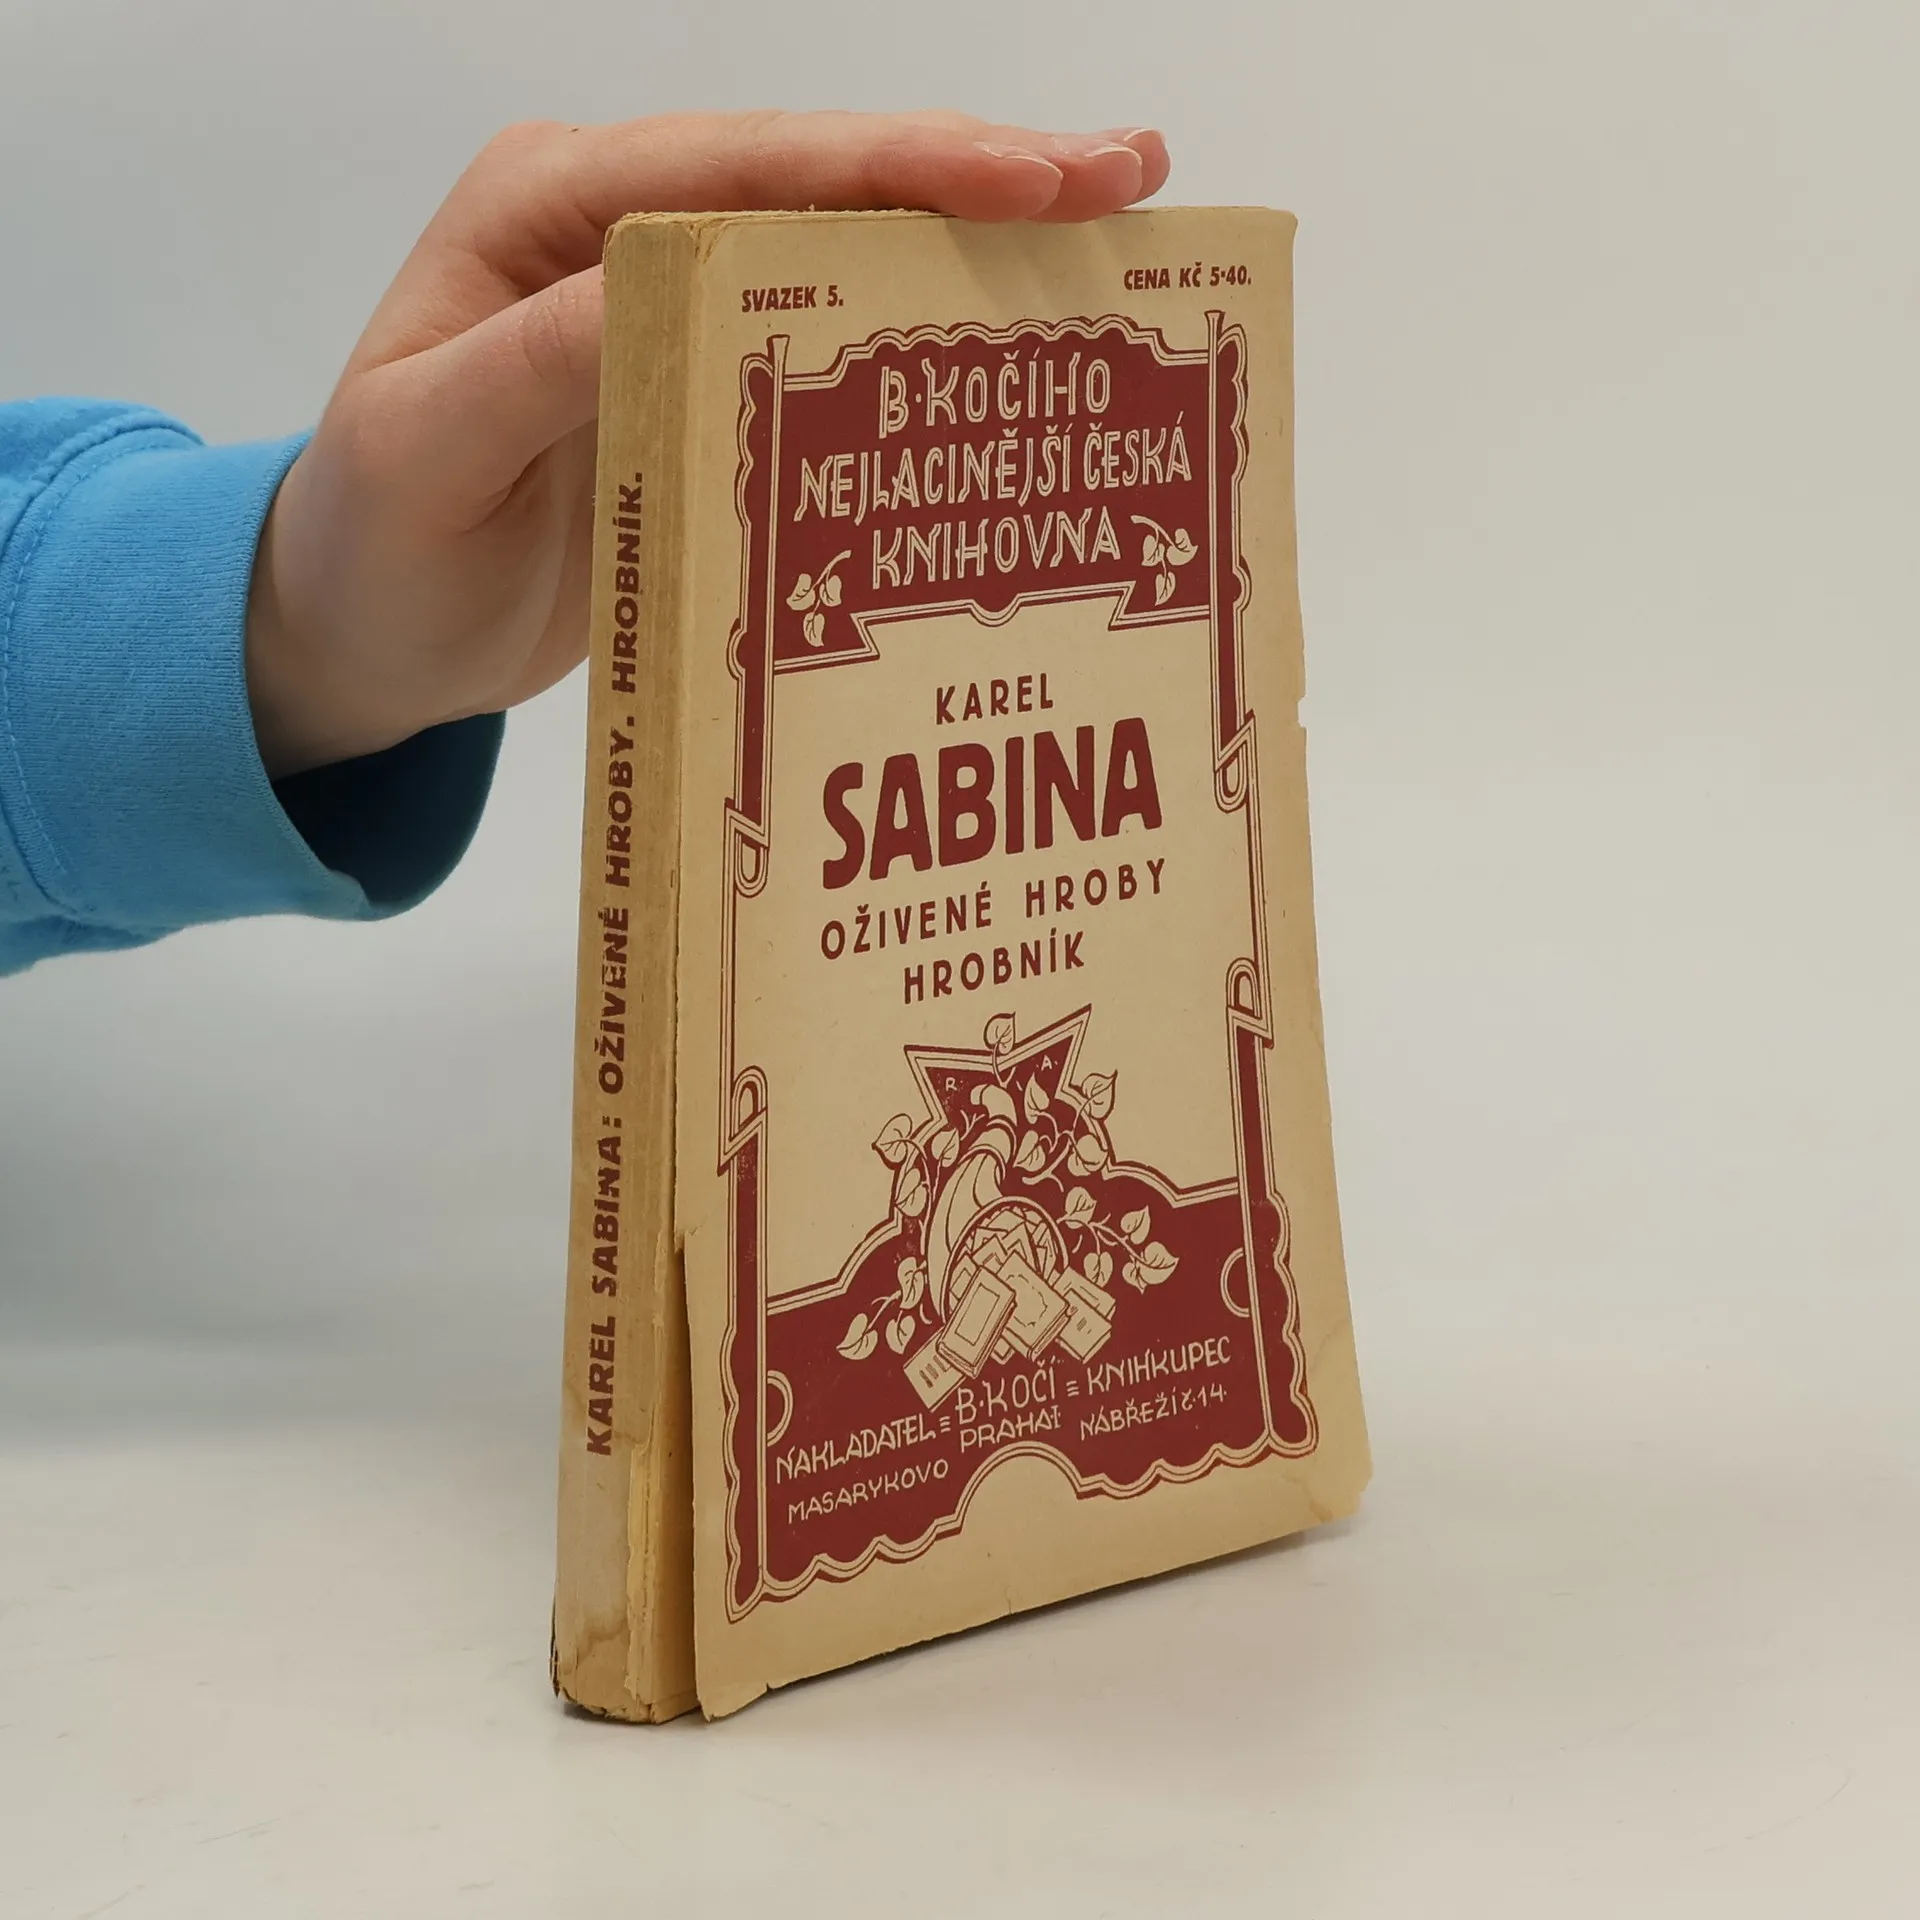 SVAZEK 5.
CENA KČ 5·40.
B·KOČÍHO
NEJLACINĚJŠÍ ČESKÁ
KNIHOVNA
KAREL
SABINA
OŽIVENÉ HROBY
HROBNÍK
R. I. A.
NAKLADATEL = B·KOČÍ = KNIHKUPEC
PRAHA I.
MASARYKOVO NÁBŘEŽÍ č·14·
KAREL SABINA: OŽIVENÉ HROBY. HROBNÍK.